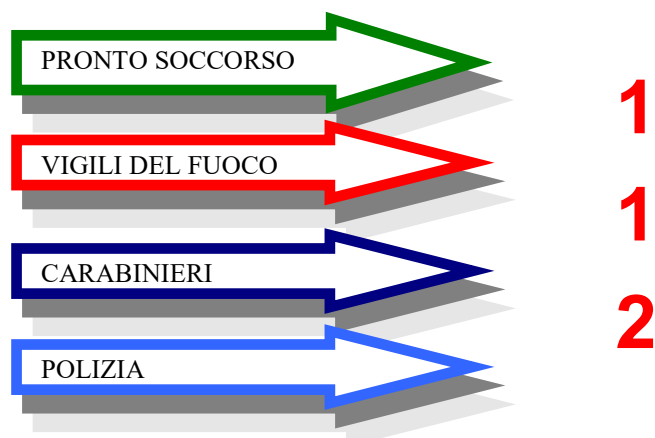 PRONTO SOCCORSO
VIGILI DEL FUOCO
CARABINIERI
POLIZIA
1
1
2